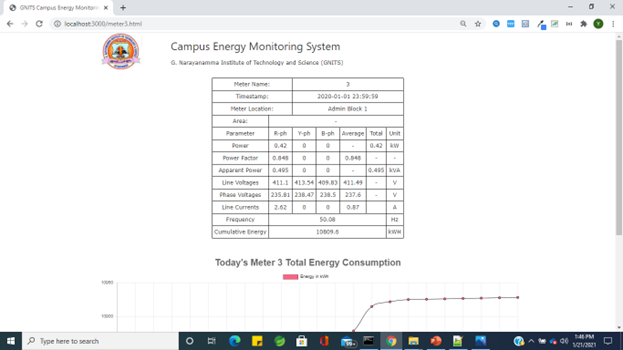 GNITS Campus Energy Monitorin
localhost:3000/meter3.html
Campus Energy Monitoring System
G. Narayanamma Institute of Technology and Science (GNITS)
Meter Name: 3
Timestamp: 2020-01-01 23:59:59
Meter Location: Admin Block 1
Area: -
Parameter R-ph Y-ph B-ph Average Total Unit
Power 0.42 0 0 - 0.42 kW
Power Factor 0.848 0 0 0.848 - -
Apparent Power 0.495 0 0 - 0.495 kVA
Line Voltages 411.1 413.54 409.83 411.49 - V
Phase Voltages 235.81 238.47 238.5 237.6 - V
Line Currents 2.62 0 0 0.87 A
Frequency 50.08 Hz
Cumulative Energy 10809.6 kWH
Today's Meter 3 Total Energy Consumption
Energy in kWh
Type here to search
99+
1:46 PM
1/21/2021